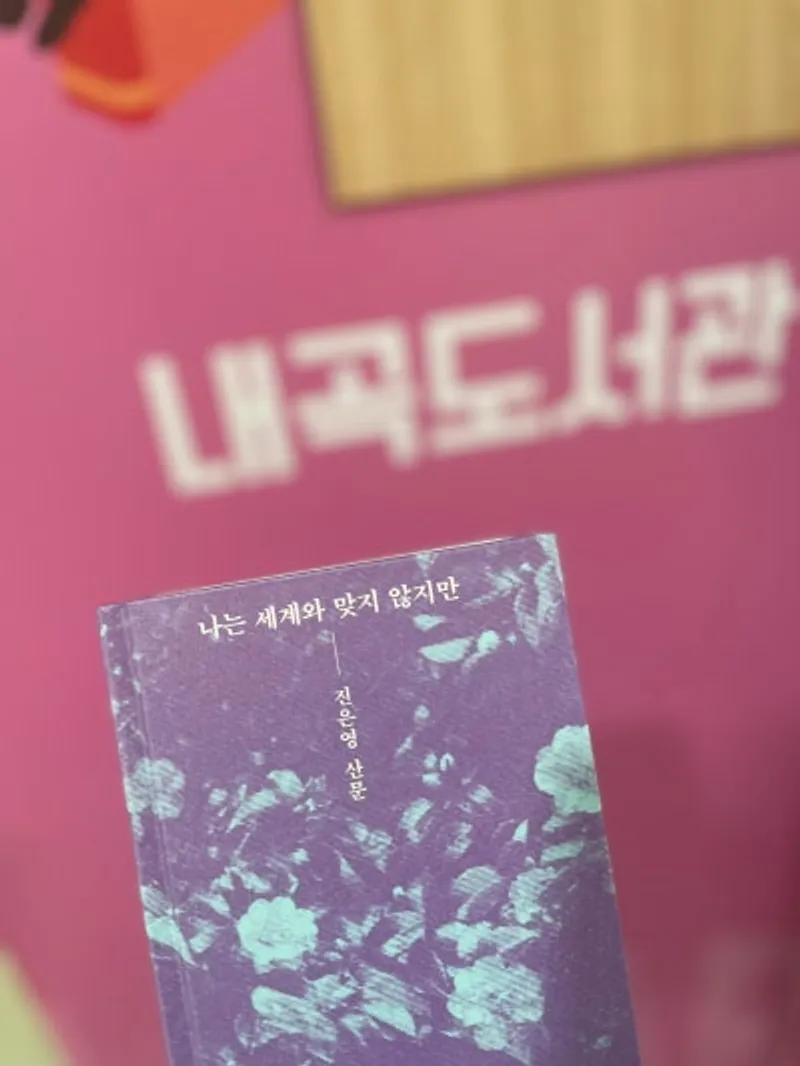 내곡도서관
나는 세계와 맞지 않지만
진은영 산문